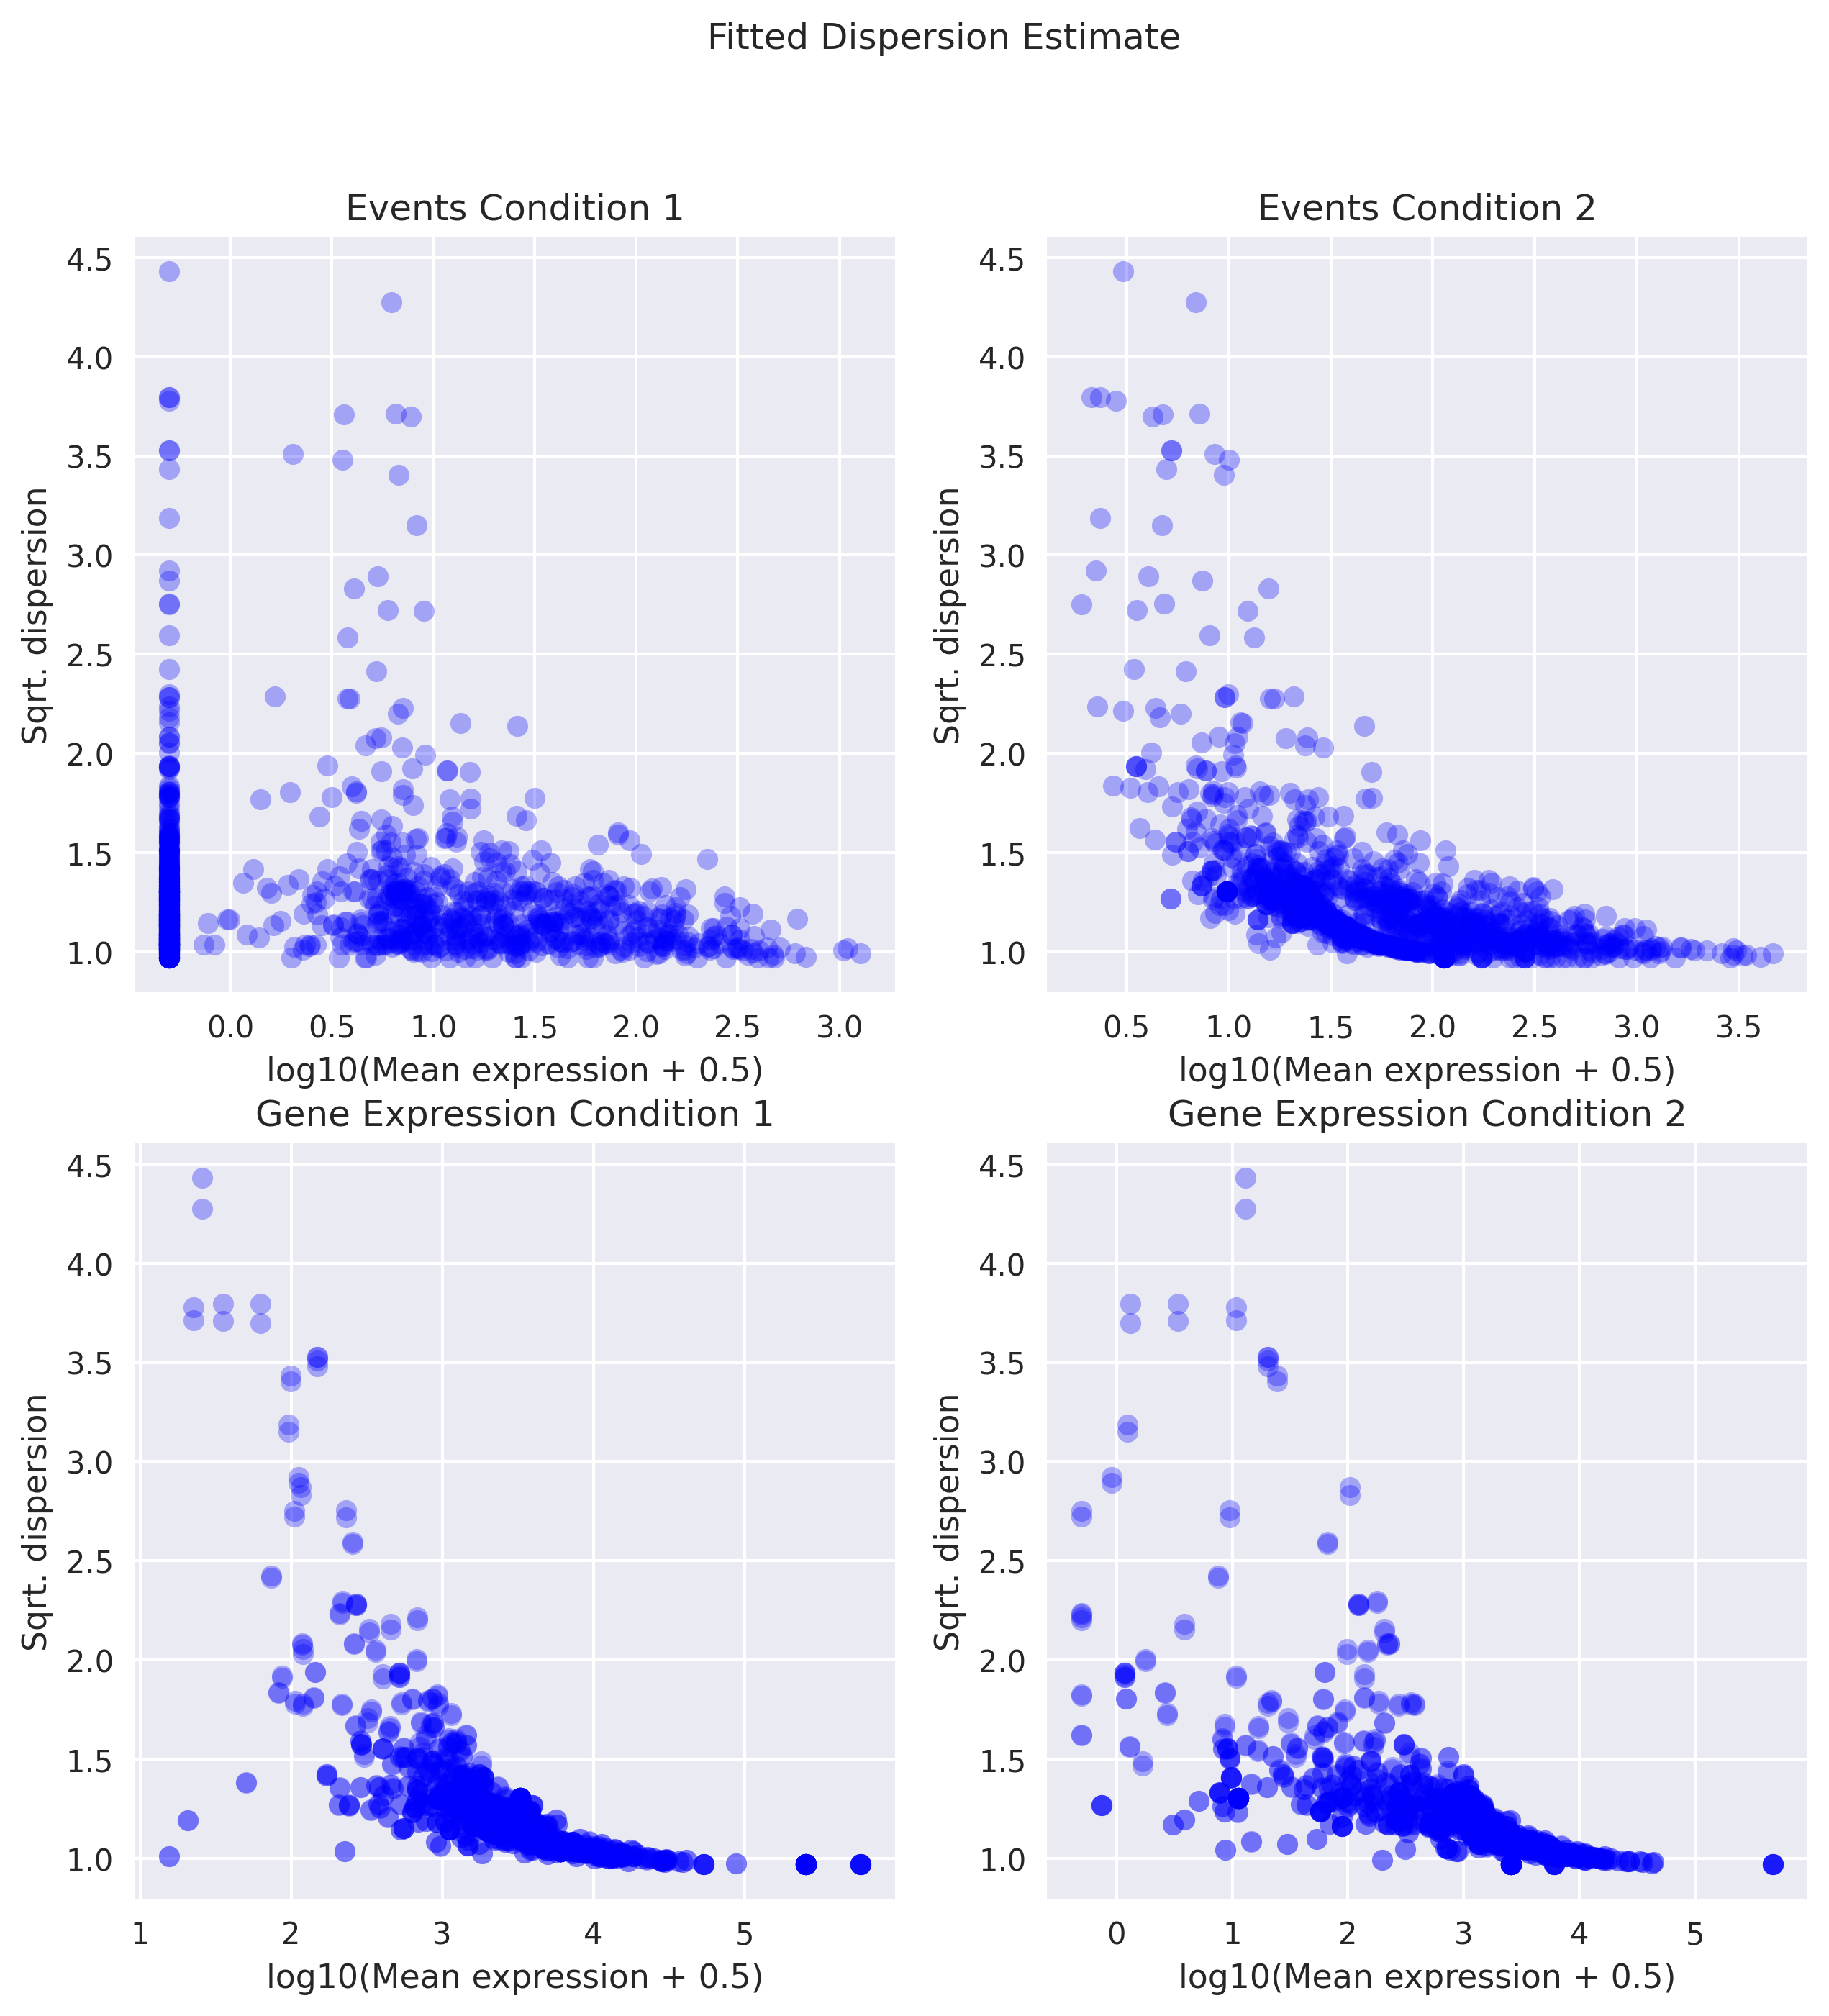 Fitted Dispersion Estimate
Events Condition 1
4.5
4.0
3.5
3.0
2.5
2.0
1.5
1.0
Sqrt. dispersion
0.0 0.5 1.0 1.5 2.0 2.5 3.0
log10(Mean expression + 0.5)
Events Condition 2
4.5
4.0
3.5
3.0
2.5
2.0
1.5
1.0
Sqrt. dispersion
0.5 1.0 1.5 2.0 2.5 3.0 3.5
log10(Mean expression + 0.5)
Gene Expression Condition 1
4.5
4.0
3.5
3.0
2.5
2.0
1.5
1.0
Sqrt. dispersion
1 2 3 4 5
log10(Mean expression + 0.5)
Gene Expression Condition 2
4.5
4.0
3.5
3.0
2.5
2.0
1.5
1.0
Sqrt. dispersion
0 1 2 3 4 5
log10(Mean expression + 0.5)